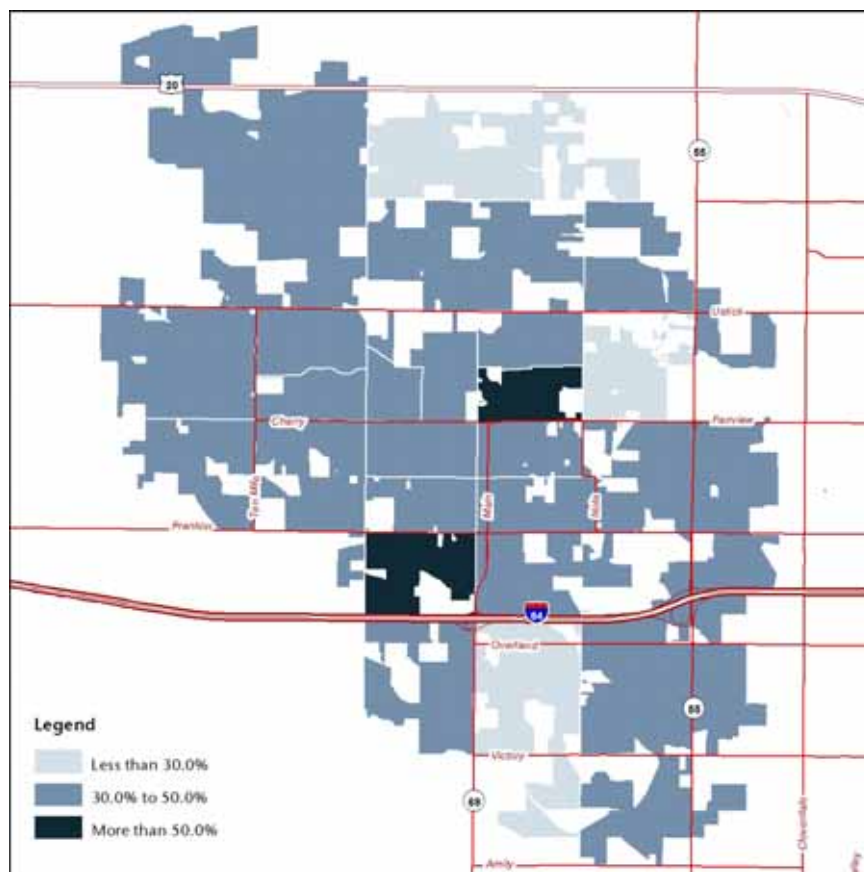 20
55
Ustick
Cherry
Fairview
Ten Mile
Main
Franklin
84
Overland
Legend
Less than 30.0%
30.0% to 50.0%
More than 50.0%
55
Victory
69
Amity